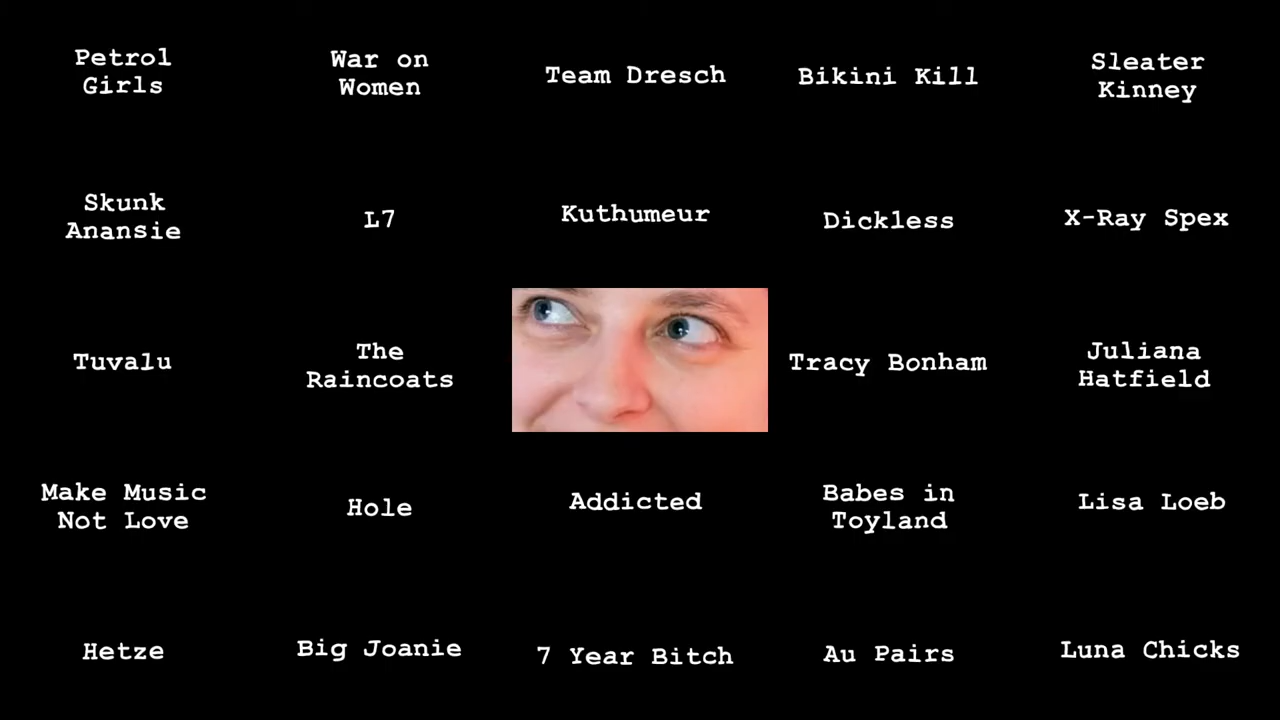 Petrol
Girls
War on
Women
Team Dresch
Bikini Kill
Sleater
Kinney
Skunk
Anansie
L7
Kuthumeur
Dickless
X-Ray Spex
Tuvalu
The
Raincoats
Tracy Bonham
Juliana
Hatfield
Make Music
Not Love
Hole
Addicted
Babes in
Toyland
Lisa Loeb
Hetze
Big Joanie
7 Year Bitch
Au Pairs
Luna Chicks